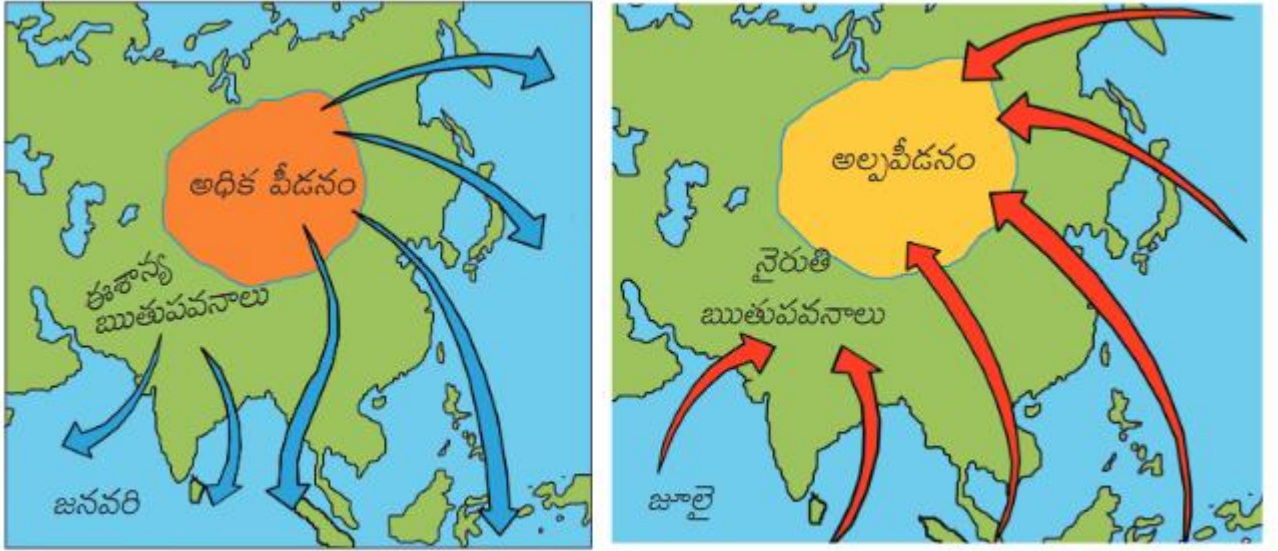 అధిక పీడనం
ఈశాన్య
ఋతుపవనాలు
జనవరి
అల్పపీడనం
నైరుతి
ఋతుపవనాలు
జూలై